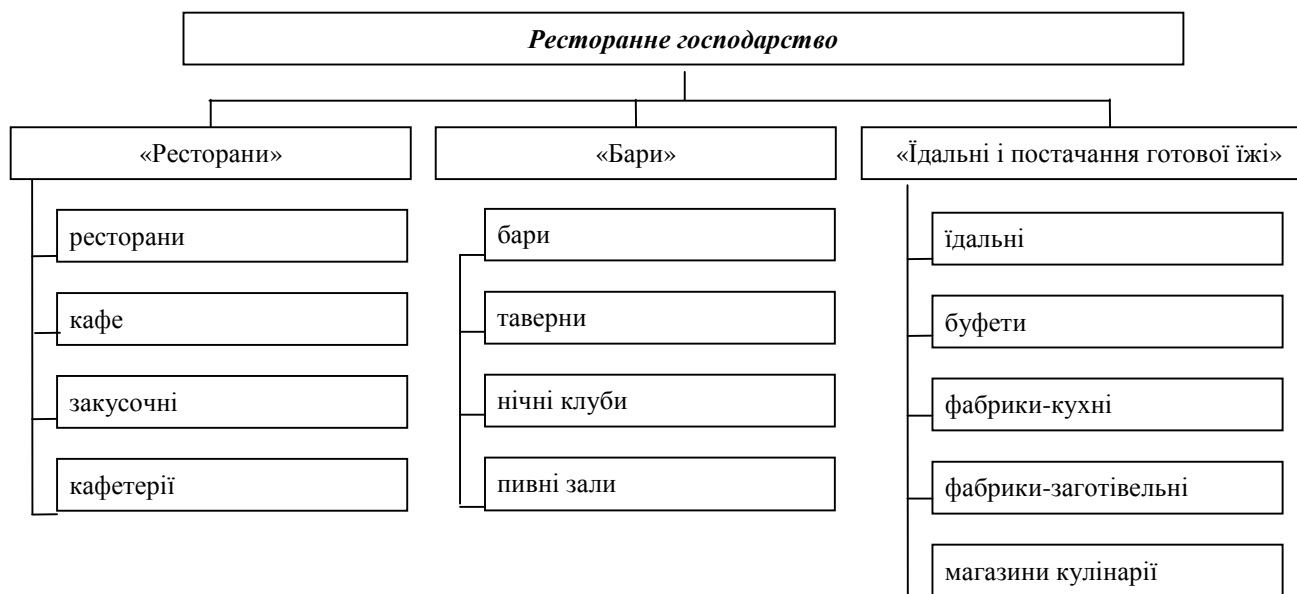 Ресторанне господарство
«Ресторани»
«Бари»
«Їдальні і постачання готової їжі»
ресторани
кафе
закусочні
кафетерії
бари
таверни
нічні клуби
пивні зали
їдальні
буфети
фабрики-кухні
фабрики-заготівельні
магазини кулінарії